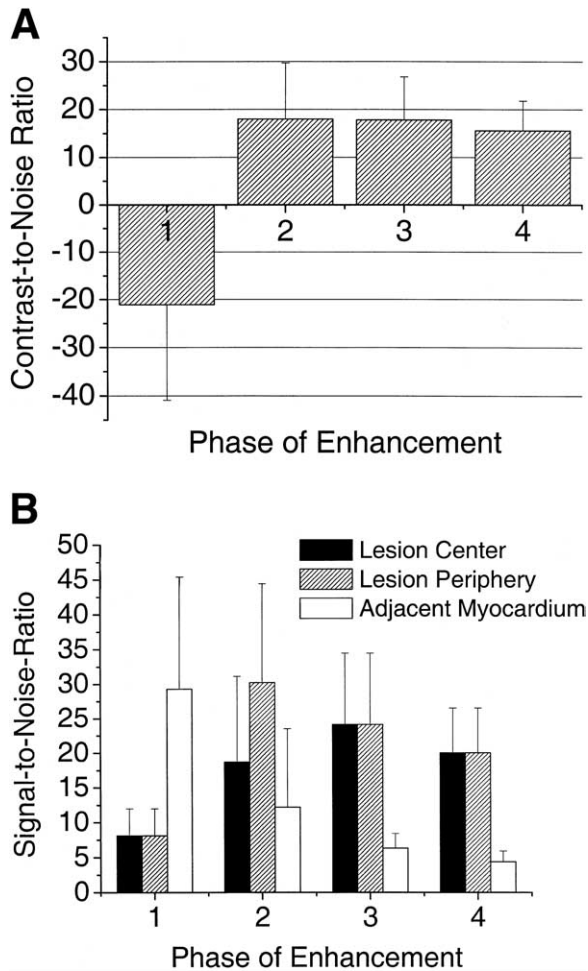 A
Contrast-to-Noise Ratio
30
20
10
0
-10
-20
-30
-40
1 2 3 4
Phase of Enhancement
B
Signal-to-Noise-Ratio
50
45
40
35
30
25
20
15
10
5
0
Lesion Center
Lesion Periphery
Adjacent Myocardium
1 2 3 4
Phase of Enhancement